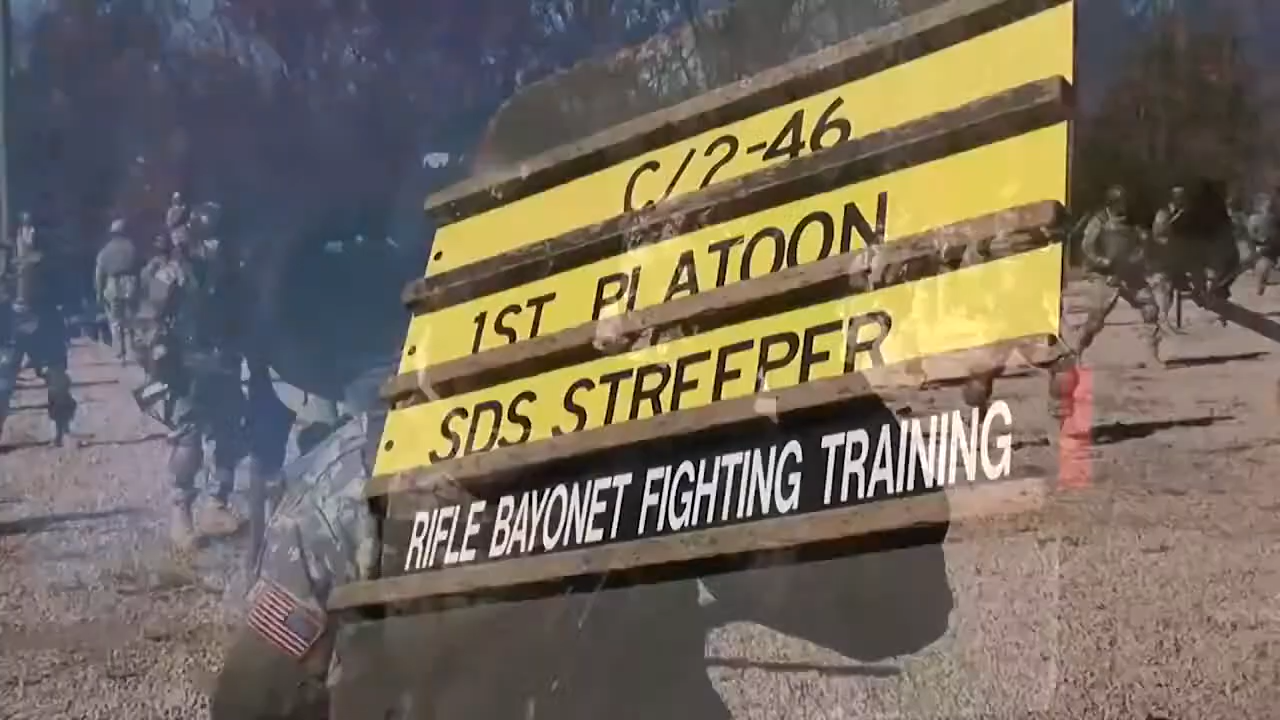 C/2-46
1ST PLATOON
SDS STREEPER
RIFLE BAYONET FIGHTING TRAINING